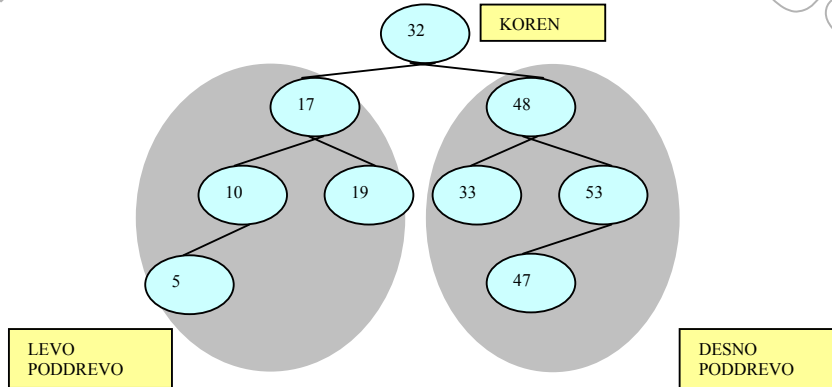 32
KOREN
17
48
10
19
33
53
5
47
LEVO
PODDREVO
DESNO
PODDREVO